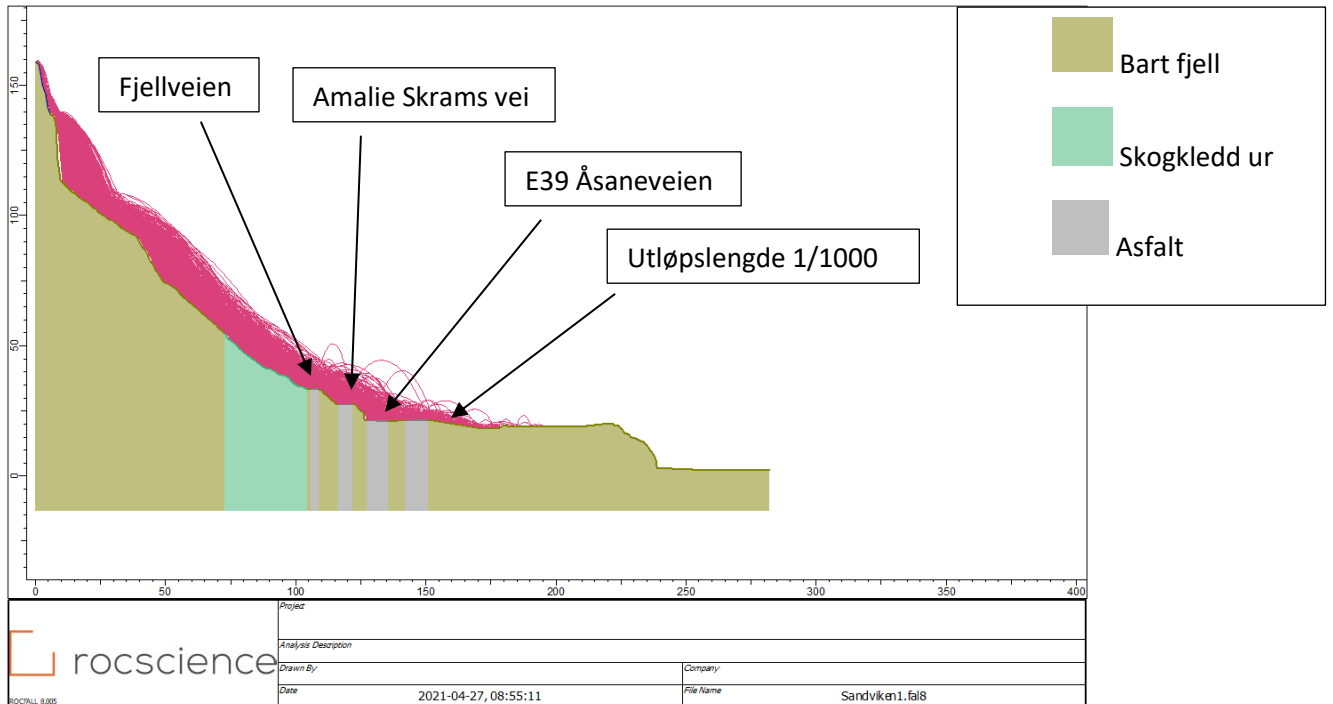 Fjellveien
Amalie Skrams vei
E39 Åsaneveien
Utløpslengde 1/1000
Bart fjell
Skogkledd ur
Asfalt
150
100
50
0
0 50 100 150 200 250 300 350 400
rocscience
ROCFALL 8.005
Project
Analysis Description
Drawn By
Company
Date
2021-04-27, 08:55:11
File Name
Sandviken1.fal8